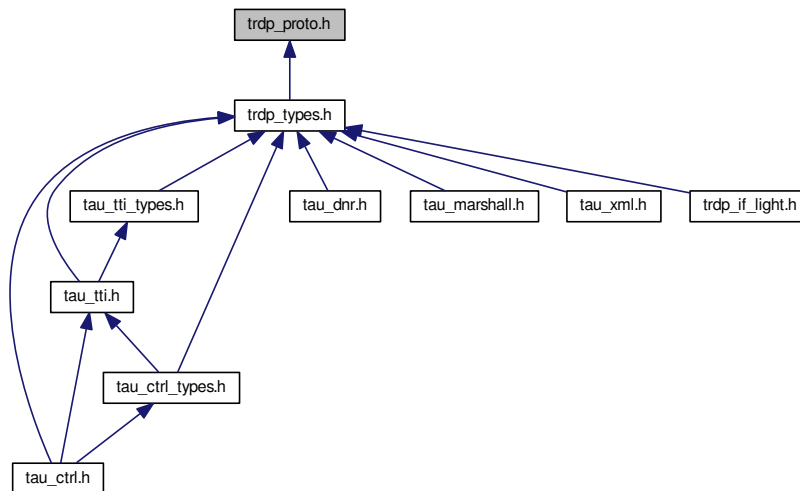 trdp_proto.h
trdp_types.h
tau_tti_types.h
tau_dnr.h
tau_marshall.h
tau_xml.h
trdp_if_light.h
tau_tti.h
tau_ctrl_types.h
tau_ctrl.h